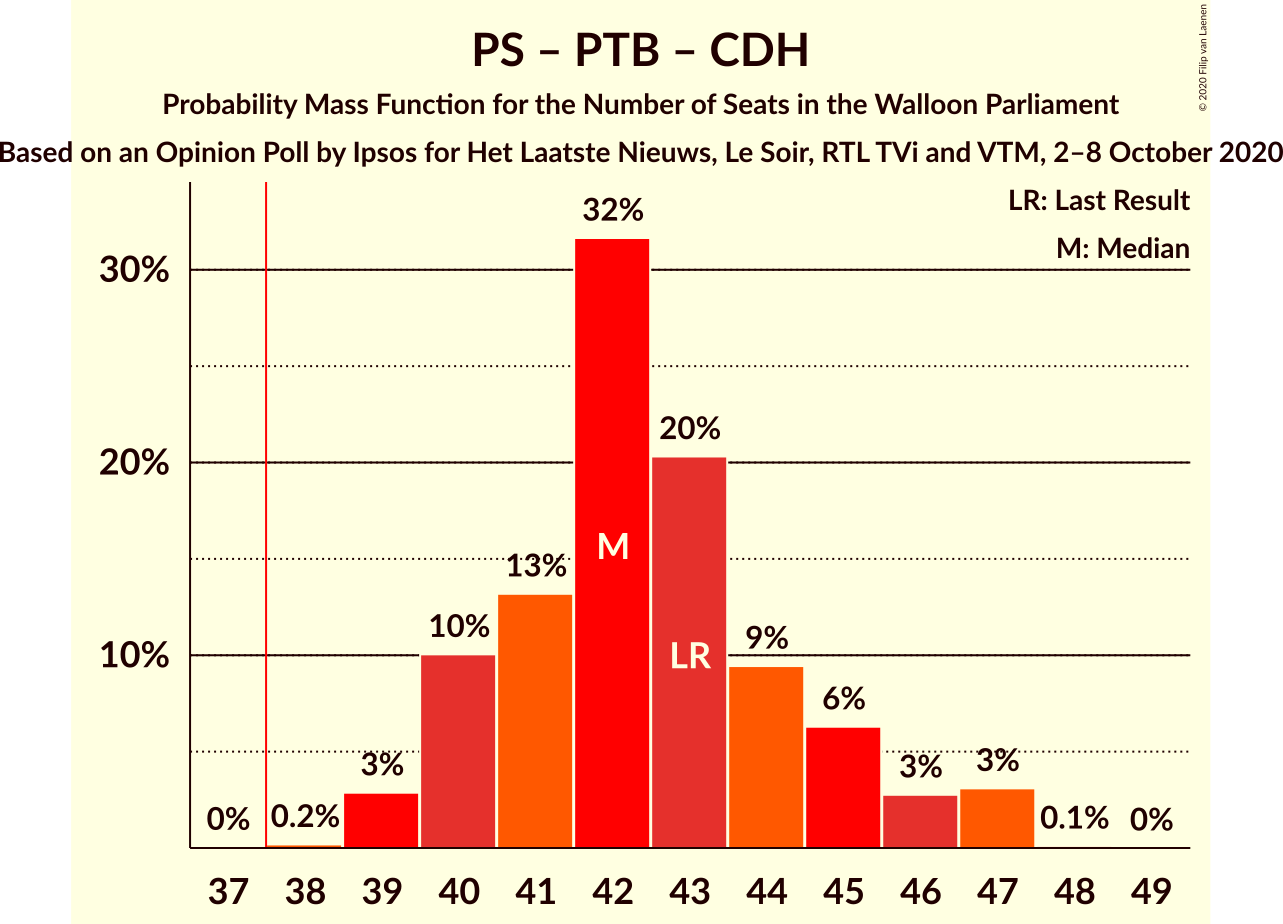 PS – PTB – CDH
© 2020 Filip van Laenen
Probability Mass Function for the Number of Seats in the Walloon Parliament
Based on an Opinion Poll by Ipsos for Het Laatste Nieuws, Le Soir, RTL TVi and VTM, 2–8 October 2020
LR: Last Result
M: Median
30%
20%
10%
0%
0.2%
3%
10%
13%
32%
M
20%
LR
9%
6%
3%
3%
0.1%
0%
37 38 39 40 41 42 43 44 45 46 47 48 49